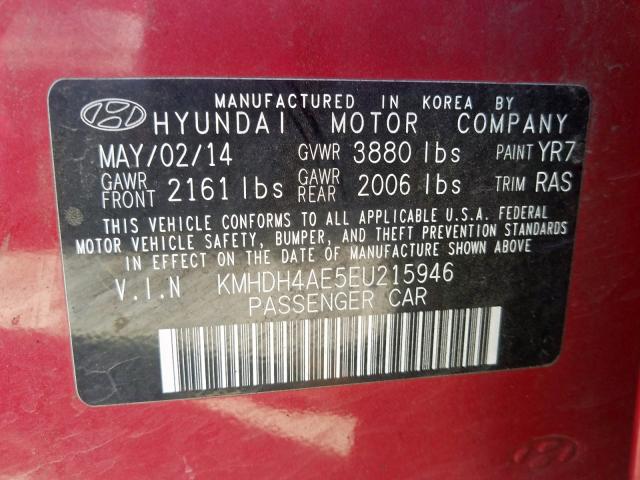 MANUFACTURED IN KOREA BY
HYUNDAI MOTOR COMPANY
MAY/02/14 GVWR 3880 lbs PAINT YR7
GAWR FRONT 2161 lbs GAWR REAR 2006 lbs TRIM RAS
THIS VEHICLE CONFORMS TO ALL APPLICABLE U.S.A. FEDERAL
MOTOR VEHICLE SAFETY, BUMPER, AND THEFT PREVENTION STANDARDS
IN EFFECT ON THE DATE OF MANUFACTURE SHOWN HERE.
V.I.N KMHDH4AE5EU215946
PASSENGER CAR